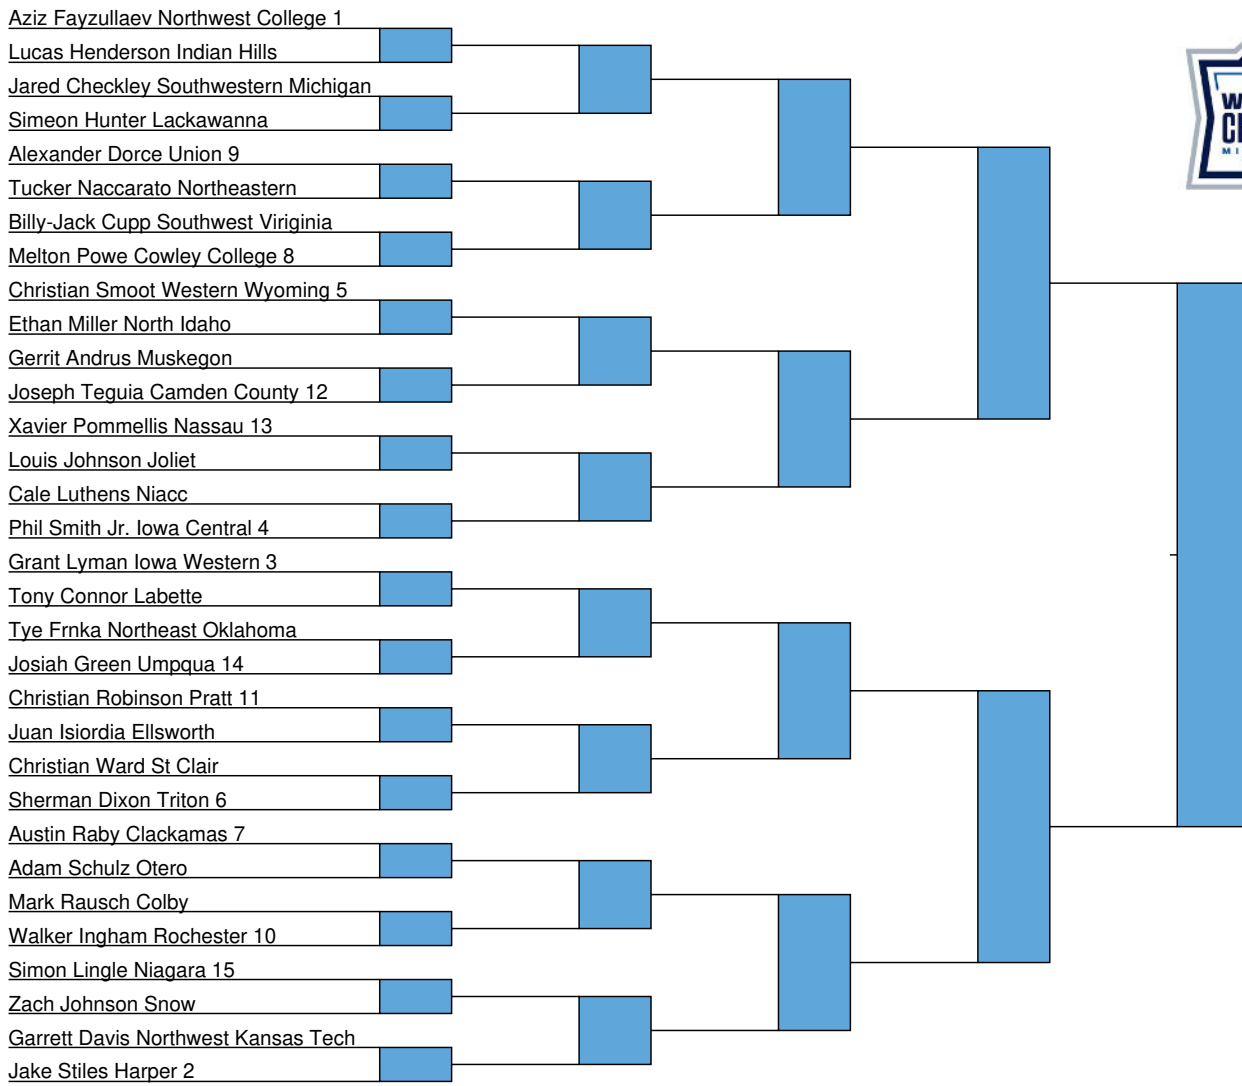 Aziz Fayzullaev Northwest College 1
Lucas Henderson Indian Hills
Jared Checkley Southwestern Michigan
Simeon Hunter Lackawanna
Alexander Dorce Union 9
Tucker Naccarato Northeastern
Billy-Jack Cupp Southwest Viriginia
Melton Powe Cowley College 8
Christian Smoot Western Wyoming 5
Ethan Miller North Idaho
Gerrit Andrus Muskegon
Joseph Teguia Camden County 12
Xavier Pommellis Nassau 13
Louis Johnson Joliet
Cale Luthens Niacc
Phil Smith Jr. Iowa Central 4
Grant Lyman Iowa Western 3
Tony Connor Labette
Tye Frnka Northeast Oklahoma
Josiah Green Umpqua 14
Christian Robinson Pratt 11
Juan Isiordia Ellsworth
Christian Ward St Clair
Sherman Dixon Triton 6
Austin Raby Clackamas 7
Adam Schulz Otero
Mark Rausch Colby
Walker Ingham Rochester 10
Simon Lingle Niagara 15
Zach Johnson Snow
Garrett Davis Northwest Kansas Tech
Jake Stiles Harper 2